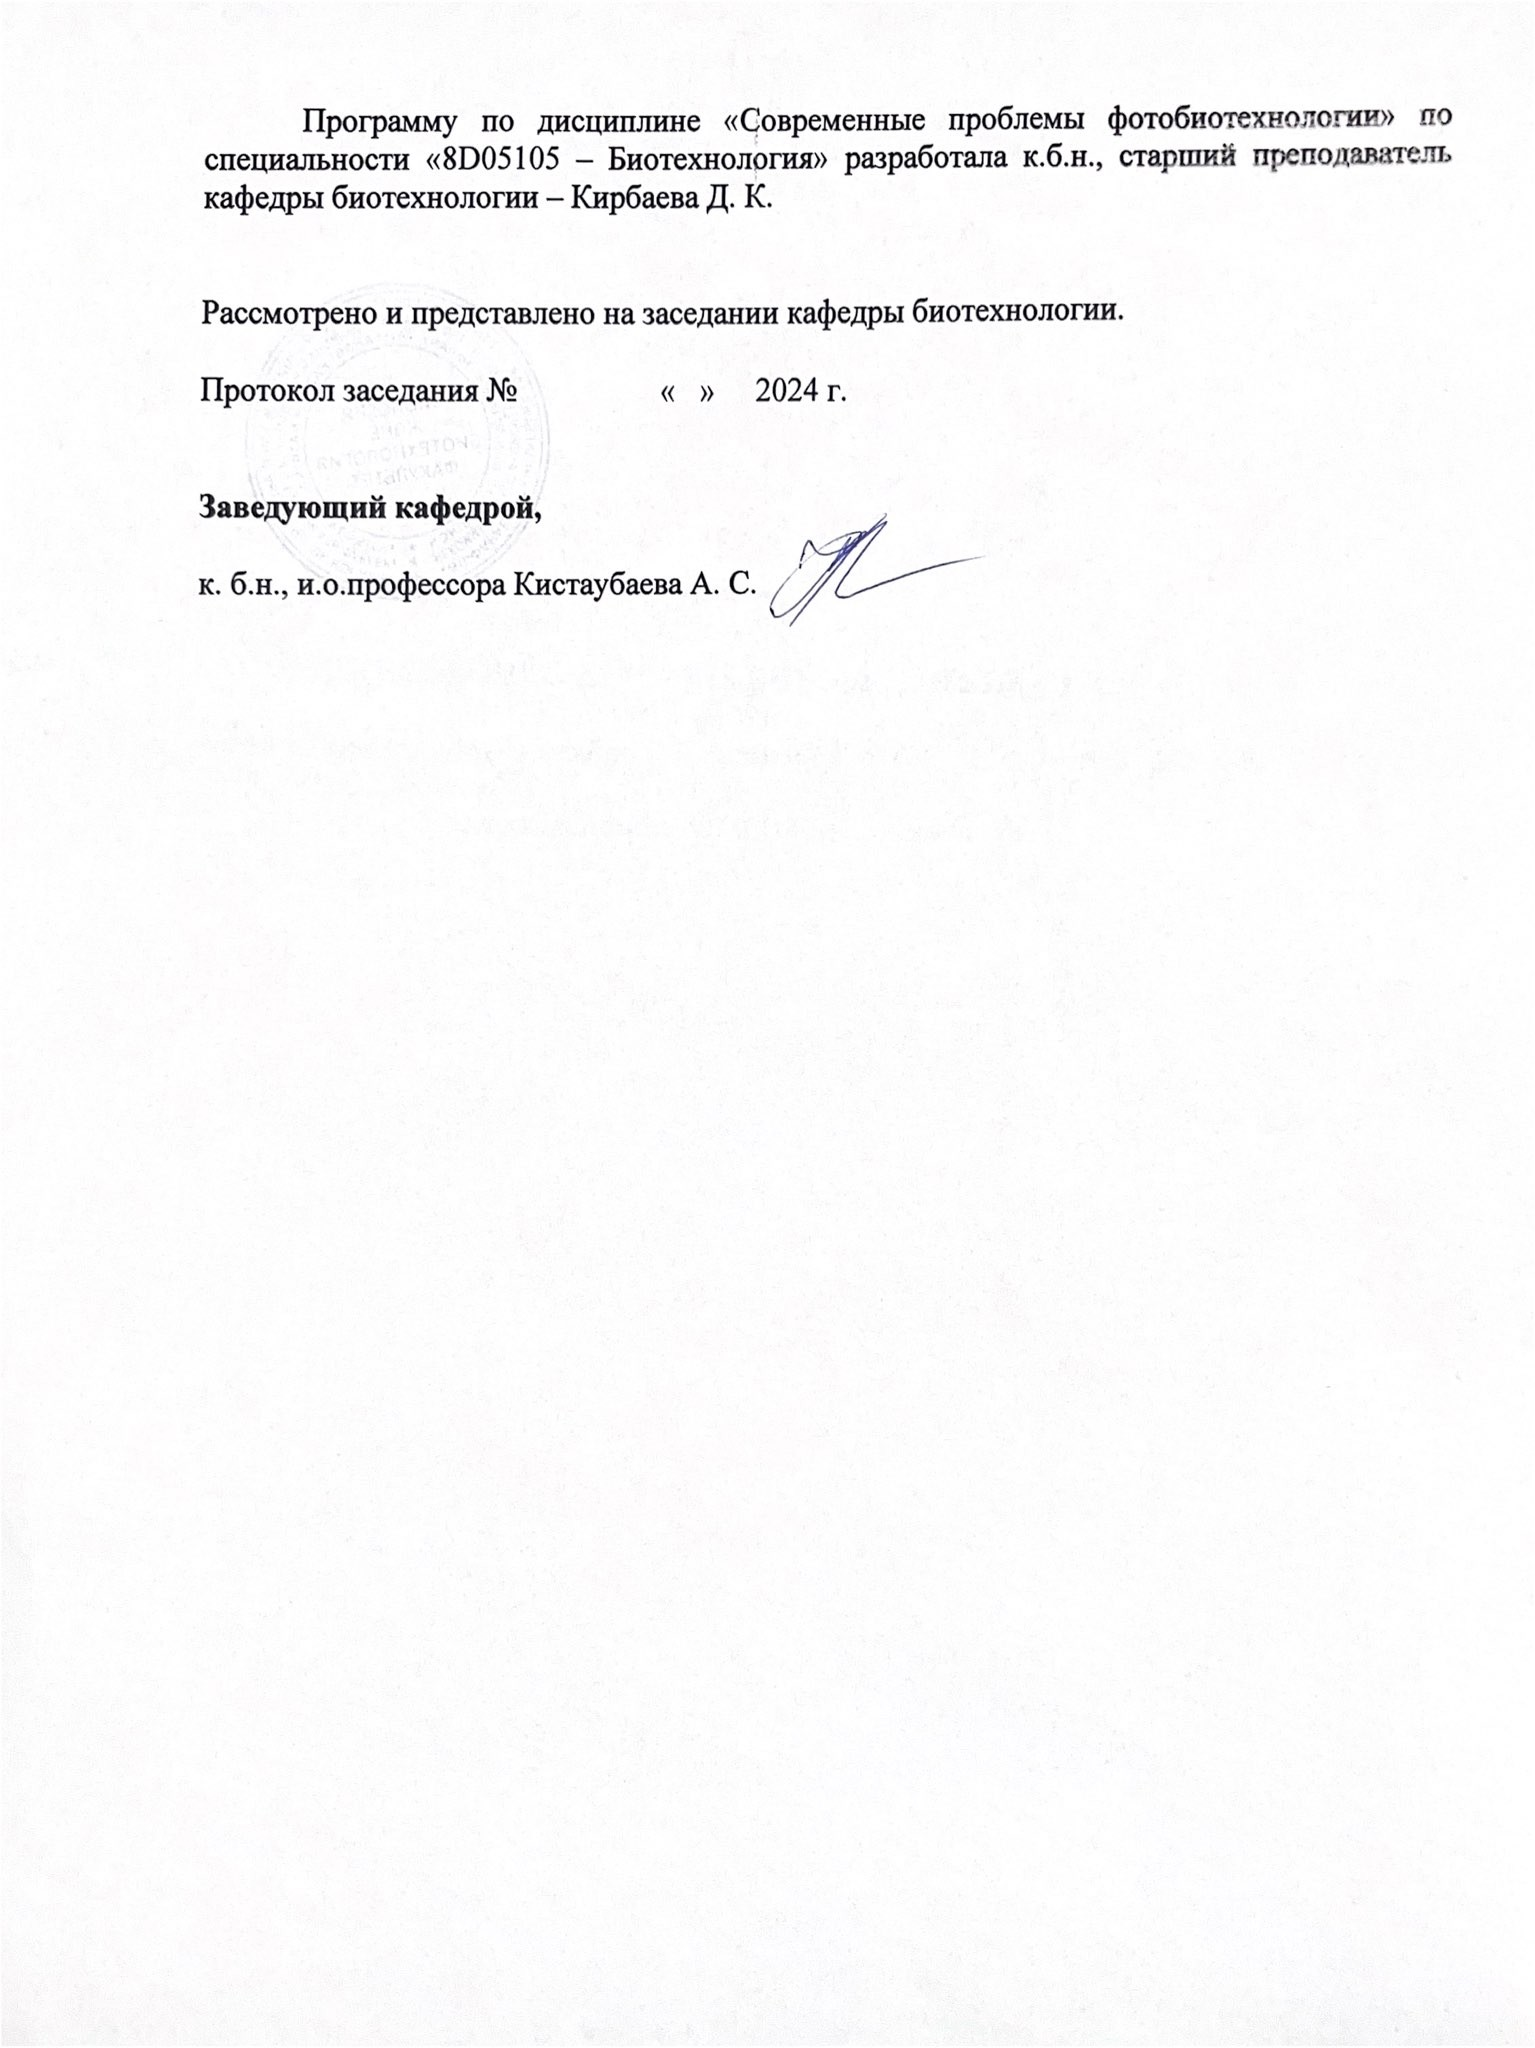 Программу по дисциплине «Современные проблемы фотобиотехнологии» по
специальности «8D05105 – Биотехнология» разработала к.б.н., старший преподаватель
кафедры биотехнологии – Кирбаева Д. К.
Рассмотрено и представлено на заседании кафедры биотехнологии.
Протокол заседания № « » 2024 г.
Заведующий кафедрой,
к. б.н., и.о.профессора Кистаубаева А. С.